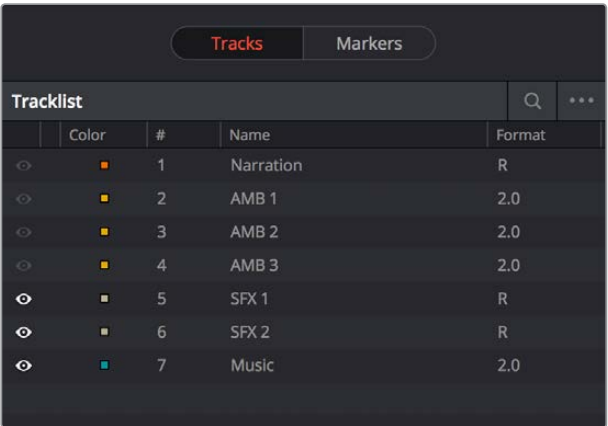 Tracks Markers
Tracklist
Color # Name Format
1 Narration R
2 AMB 1 2.0
3 AMB 2 2.0
4 AMB 3 2.0
5 SFX 1 R
6 SFX 2 R
7 Music 2.0